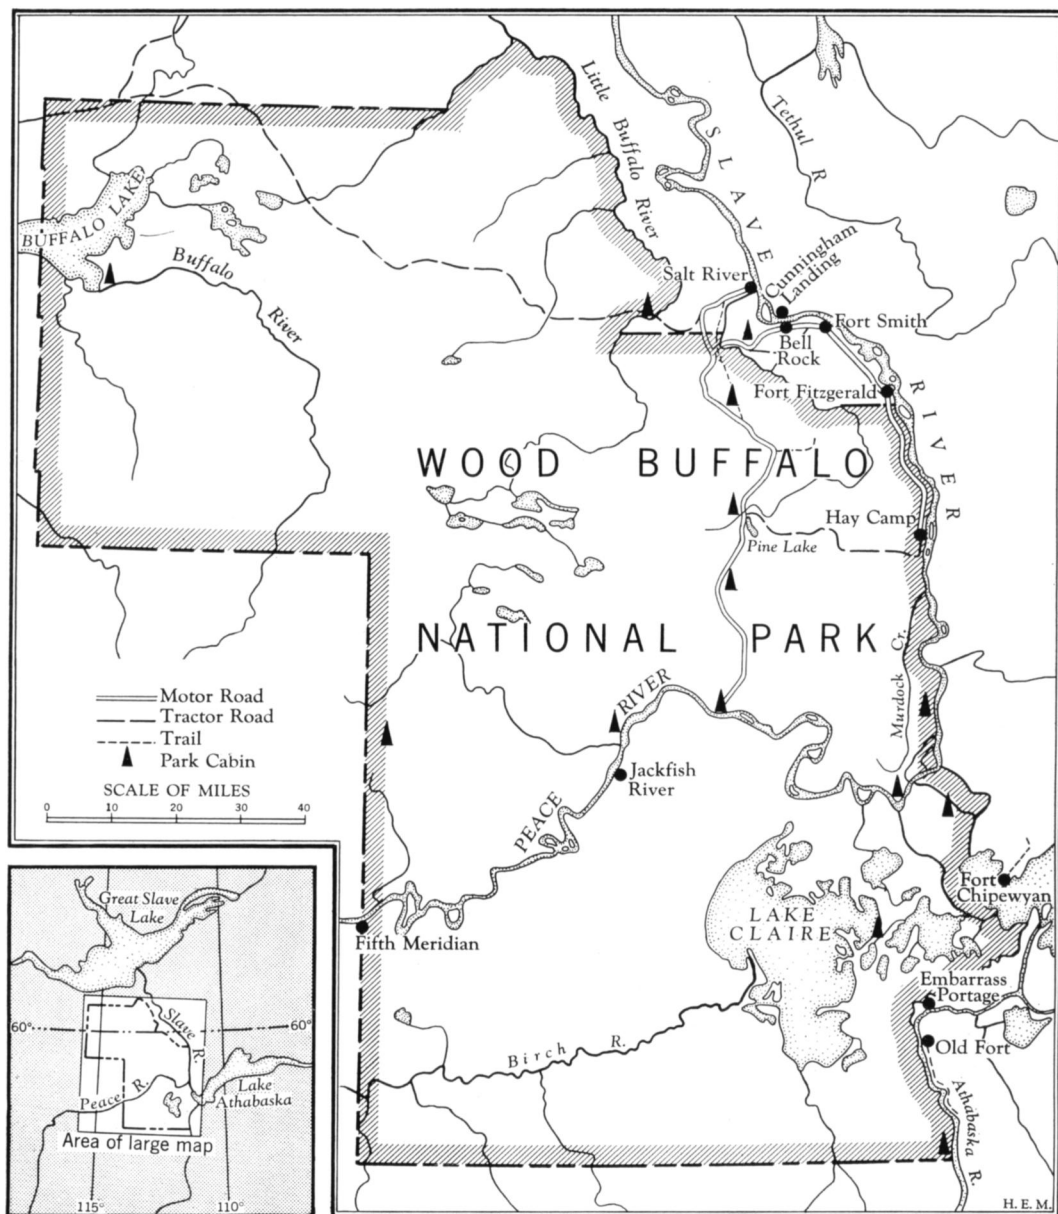 Little Buffalo River
SLAVE
Tethul R
BUFFALO LAKE
Buffalo
River
Salt River
Cunningham
Landing
Fort Smith
Bell
Rock
Fort Fitzgerald
RIVER
WOOD BUFFALO
Hay Camp
Pine Lake
NATIONAL PARK
Murdock Cr.
Motor Road
Tractor Road
Trail
Park Cabin
SCALE OF MILES
0 10 20 30 40
RIVER
Jackfish
River
PEACE
Fort
Chipewyan
LAKE
CLAIRE
Fifth Meridian
Embarrass
Portage
Old Fort
Birch R.
Athabaska R.
H. E. M.
Great Slave
Lake
60°
60°
Slave R.
Peace R.
Lake
Athabaska
Area of large map
115°
110°